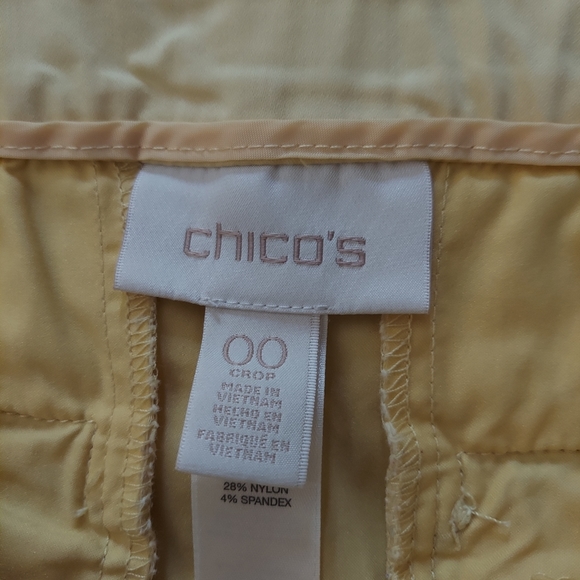 chico's
00
CROP
MADE IN
VIETNAM
HECHO EN
VIETNAM
FABRIQUÉ EN
VIETNAM
28% NYLON
4% SPANDEX